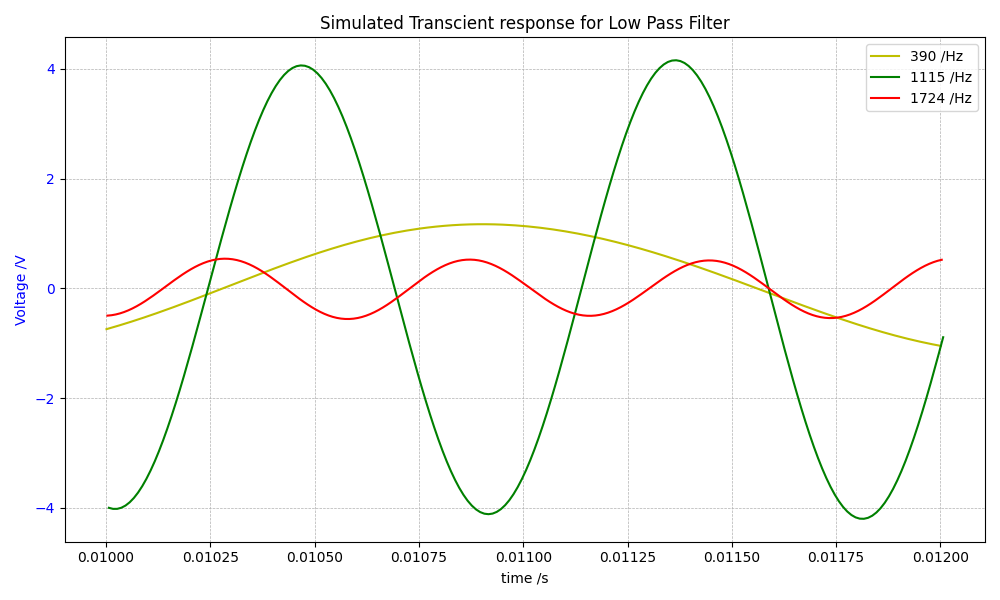 Simulated Transcient response for Low Pass Filter
390 /Hz
1115 /Hz
1724 /Hz
Voltage /V
4
2
0
−2
−4
0.01000 0.01025 0.01050 0.01075 0.01100 0.01125 0.01150 0.01175 0.01200
time /s